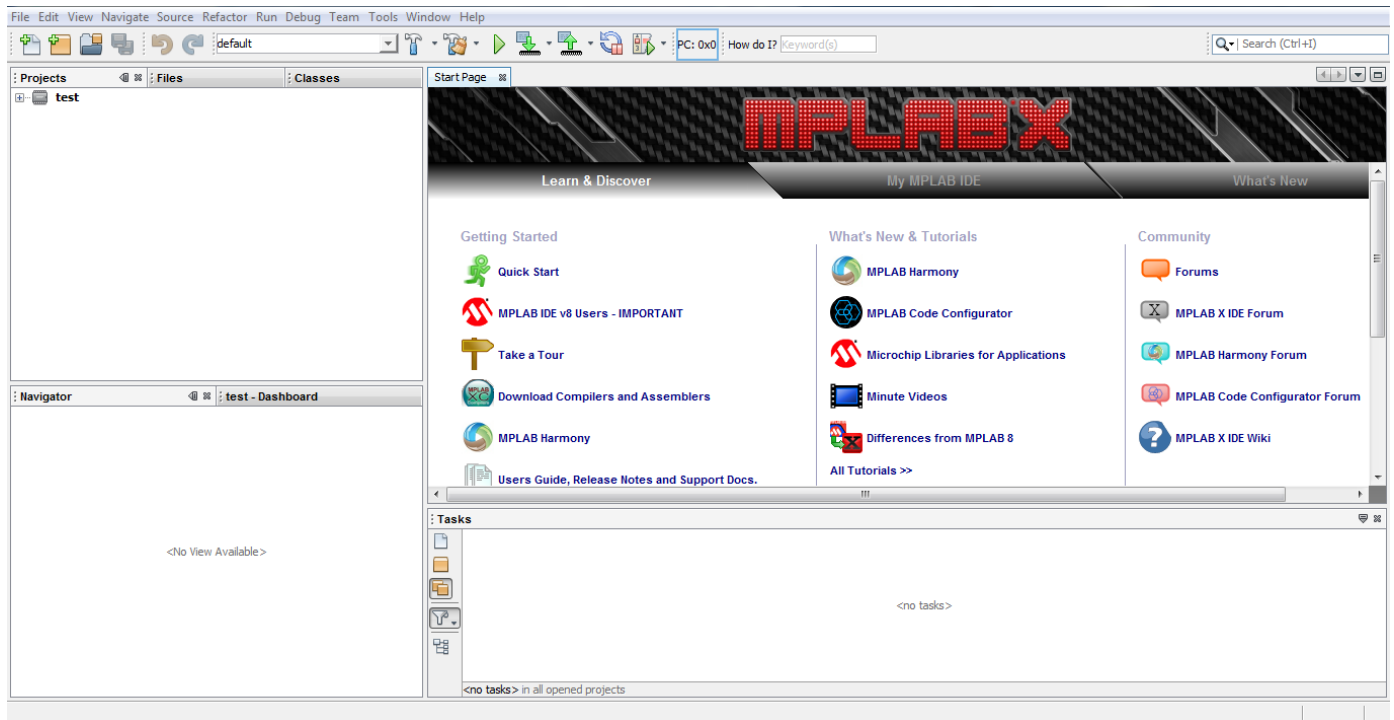 File Edit View Navigate Source Refactor Run Debug Team Tools Window Help
default
PC: 0x0
How do I? Keyword(s)
Search (Ctrl+I)
Projects
Files
Classes
test
Navigator
test - Dashboard
<No View Available>
Start Page
MPLAB X
Learn & Discover
My MPLAB IDE
What's New
Getting Started
Quick Start
MPLAB IDE v8 Users - IMPORTANT
Take a Tour
MPLAB XC
Download Compilers and Assemblers
MPLAB Harmony
Users Guide, Release Notes and Support Docs.
What's New & Tutorials
MPLAB Harmony
MPLAB Code Configurator
Microchip Libraries for Applications
Minute Videos
Differences from MPLAB 8
All Tutorials >>
Community
Forums
X
MPLAB X IDE Forum
MPLAB Harmony Forum
MPLAB Code Configurator Forum
?
MPLAB X IDE Wiki
Tasks
<no tasks>
<no tasks> in all opened projects